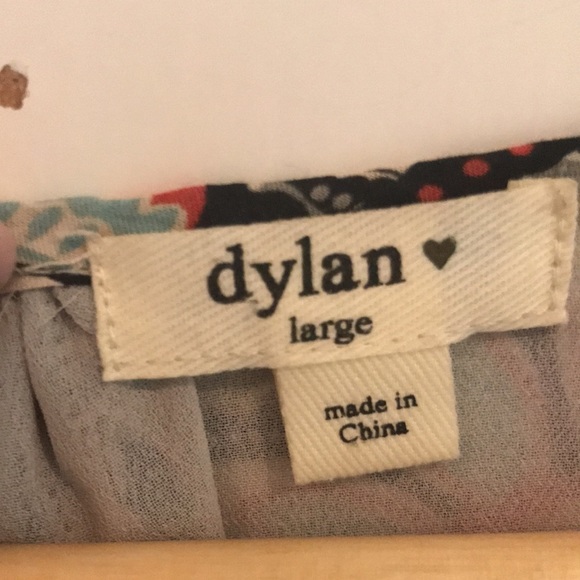 dylan ♥
large
made in
China